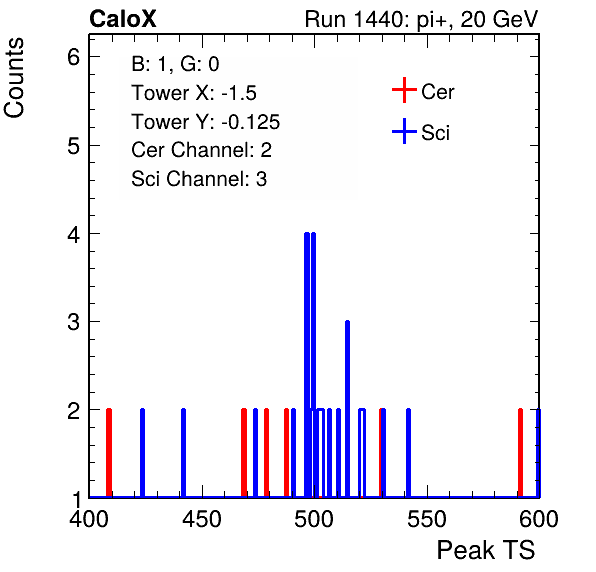 CaloX Run 1440: pi+, 20 GeV
Counts
B: 1, G: 0
Tower X: -1.5
Tower Y: -0.125
Cer Channel: 2
Sci Channel: 3
Cer
Sci
6
5
4
3
2
1
400 450 500 550 600
Peak TS